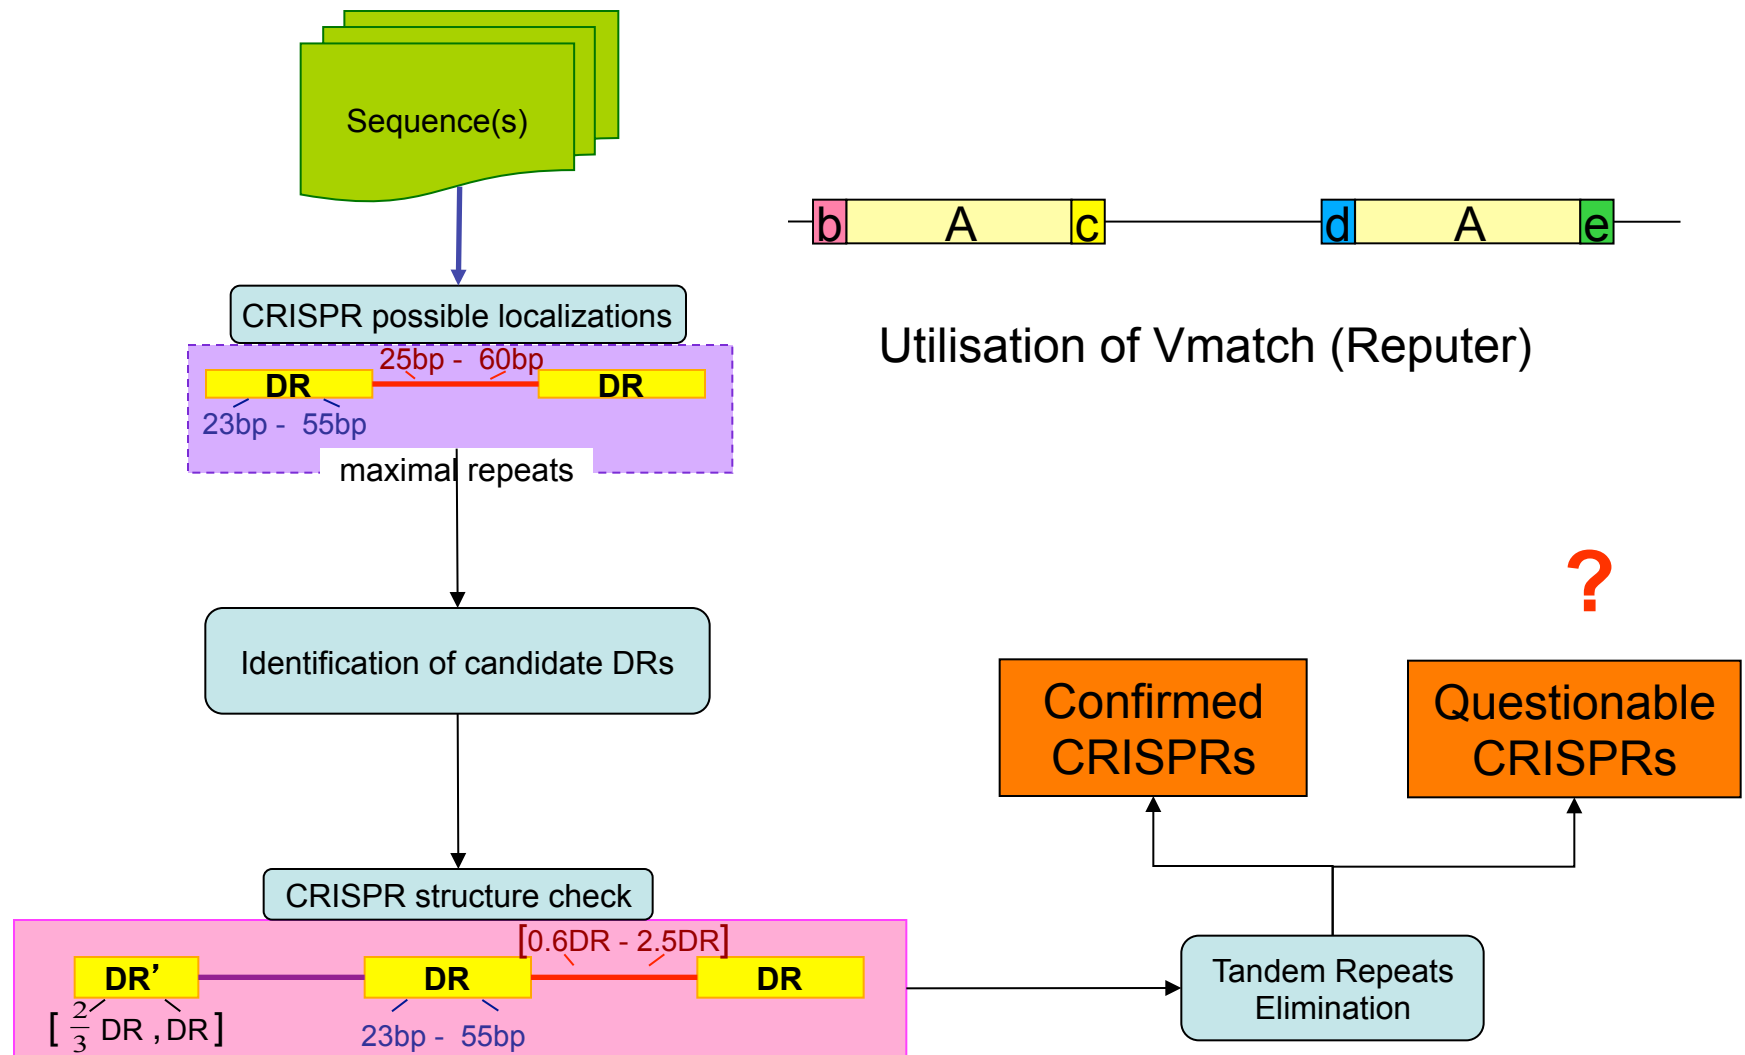 Sequence(s)
b A c d A e
CRISPR possible localizations
Utilisation of Vmatch (Reputer)
25bp - 60bp
DR DR
23bp - 55bp
maximal repeats
?
Identification of candidate DRs
Confirmed
CRISPRs
Questionable
CRISPRs
CRISPR structure check
[0.6DR - 2.5DR]
DR’ DR DR
[ 2/3 DR , DR ]
23bp - 55bp
Tandem Repeats
Elimination